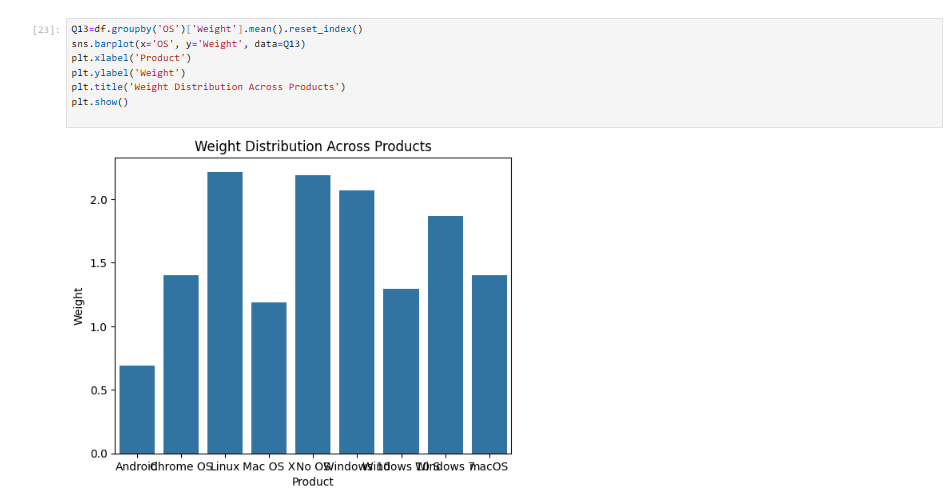 [23]:
Q13=df.groupby('OS')['Weight'].mean().reset_index()
sns.barplot(x='OS', y='Weight', data=Q13)
plt.xlabel('Product')
plt.ylabel('Weight')
plt.title('Weight Distribution Across Products')
plt.show()
Weight Distribution Across Products
2.0
1.5
1.0
0.5
0.0
Weight
Android Chrome OS Linux Mac OS X No OS Windows 10 Windows 10 S Windows 7 macOS
Product